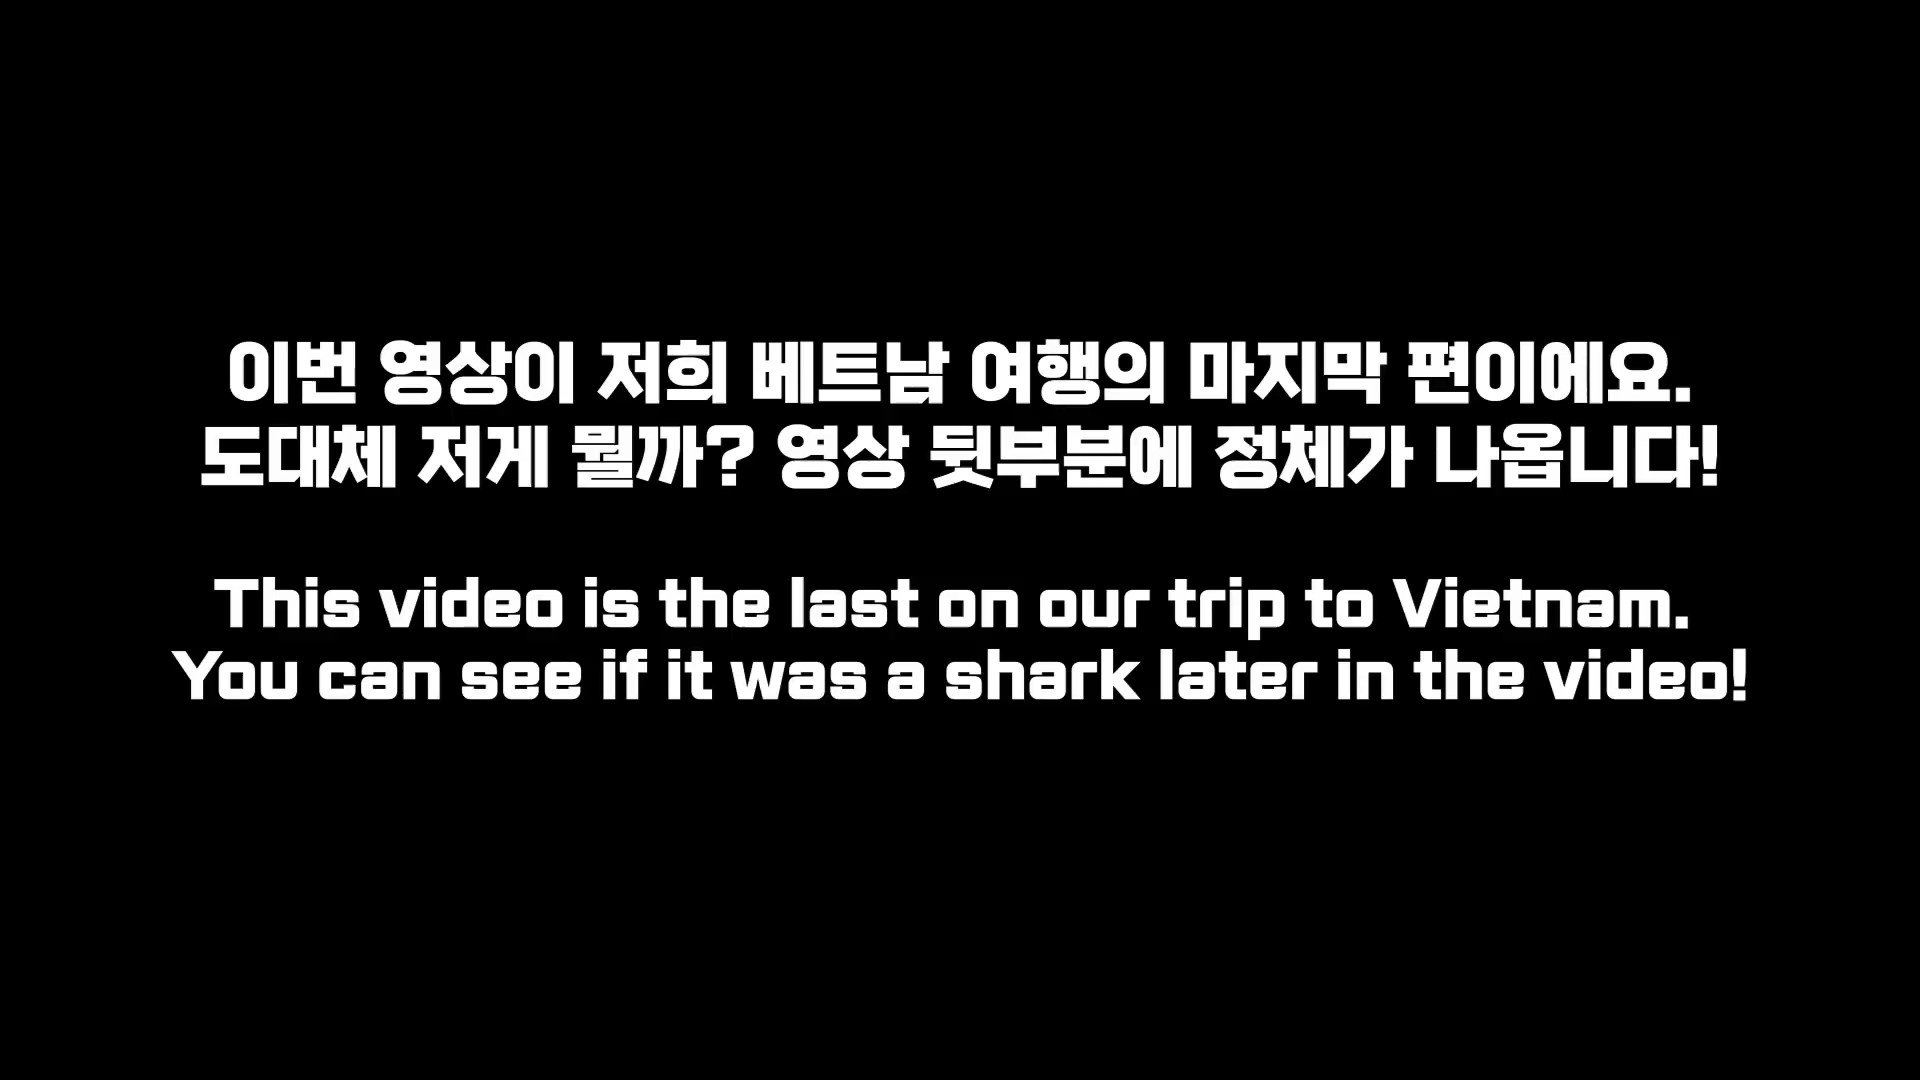 이번 영상이 저희 베트남 여행의 마지막 편이에요.
도대체 저게 뭘까? 영상 뒷부분에 정체가 나옵니다!
This video is the last on our trip to Vietnam.
You can see if it was a shark later in the video!